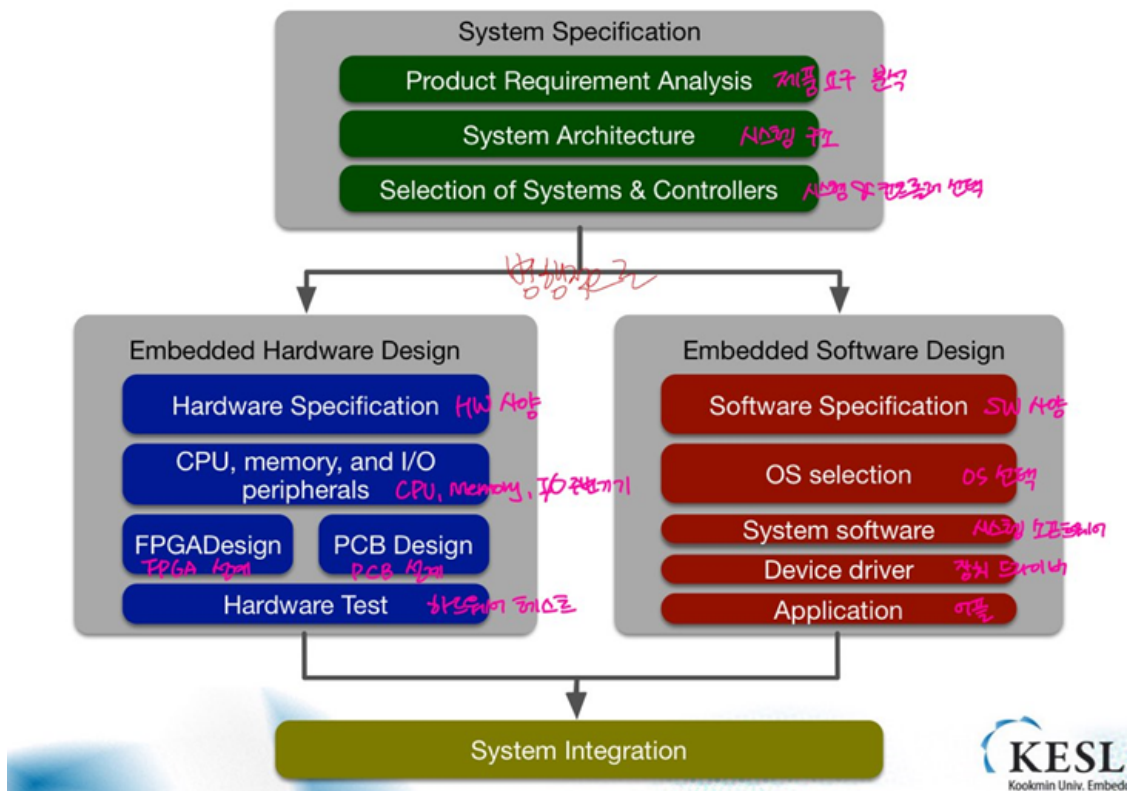 System Specification
Product Requirement Analysis 제품 요구 분석
System Architecture 시스템 구조
Selection of Systems & Controllers 시스템 & 컨트롤러 선택
병행적으로
Embedded Hardware Design
Hardware Specification HW 사양
CPU, memory, and I/O
peripherals CPU, Memory, I/O 주변기기
FPGADesign
FPGA 설계
PCB Design
PCB 설계
Hardware Test 하드웨어 테스트
Embedded Software Design
Software Specification SW 사양
OS selection OS 선택
System software 시스템 소프트웨어
Device driver 장치 드라이버
Application 어플
System Integration
KESL
Kookmin Univ. Embedd